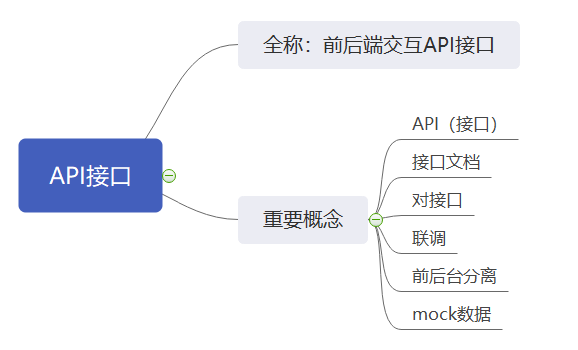 API接口
全称：前后端交互API接口
重要概念
API（接口）
接口文档
对接口
联调
前后台分离
mock数据